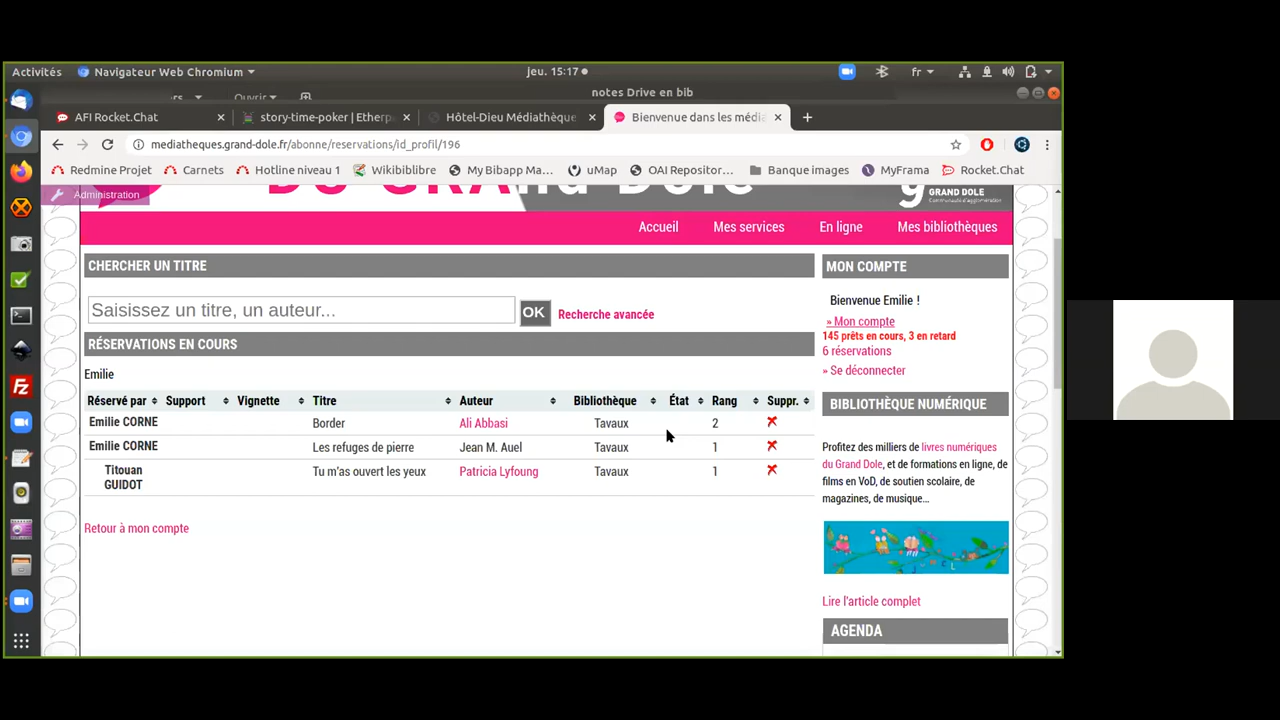 Activités Navigateur Web Chromium jeu. 15:17 fr
Ouvrir notes Drive en bib
AFI Rocket.Chat story-time-poker | Etherp Hôtel-Dieu Médiathèque Bienvenue dans les média
mediatheques.grand-dole.fr/abonne/reservations/id_profil/196
Redmine Projet Carnets Hotline niveau 1 Wikibiblivre My Bibapp Ma... uMap OAI Repositor... Banque images MyFrama Rocket.Chat
Administration
DU GRAnd Dole
GRAND DOLE
Communauté d'agglomération
Accueil Mes services En ligne Mes bibliothèques
CHERCHER UN TITRE
Saisissez un titre, un auteur... OK Recherche avancée
RÉSERVATIONS EN COURS
Emilie
Réservé par Support Vignette Titre Auteur Bibliothèque État Rang Suppr.
Emilie CORNE Border Ali Abbasi Tavaux 2
Emilie CORNE Les refuges de pierre Jean M. Auel Tavaux 1
Titouan GUIDOT Tu m'as ouvert les yeux Patricia Lyfoung Tavaux 1
Retour à mon compte
MON COMPTE
Bienvenue Emilie !
» Mon compte
145 prêts en cours, 3 en retard
6 réservations
» Se déconnecter
BIBLIOTHÈQUE NUMÉRIQUE
Profitez des milliers de livres numériques
du Grand Dole, et de formations en ligne, de
films en VoD, de soutien scolaire, de
magazines, de musique...
Lire l'article complet
AGENDA